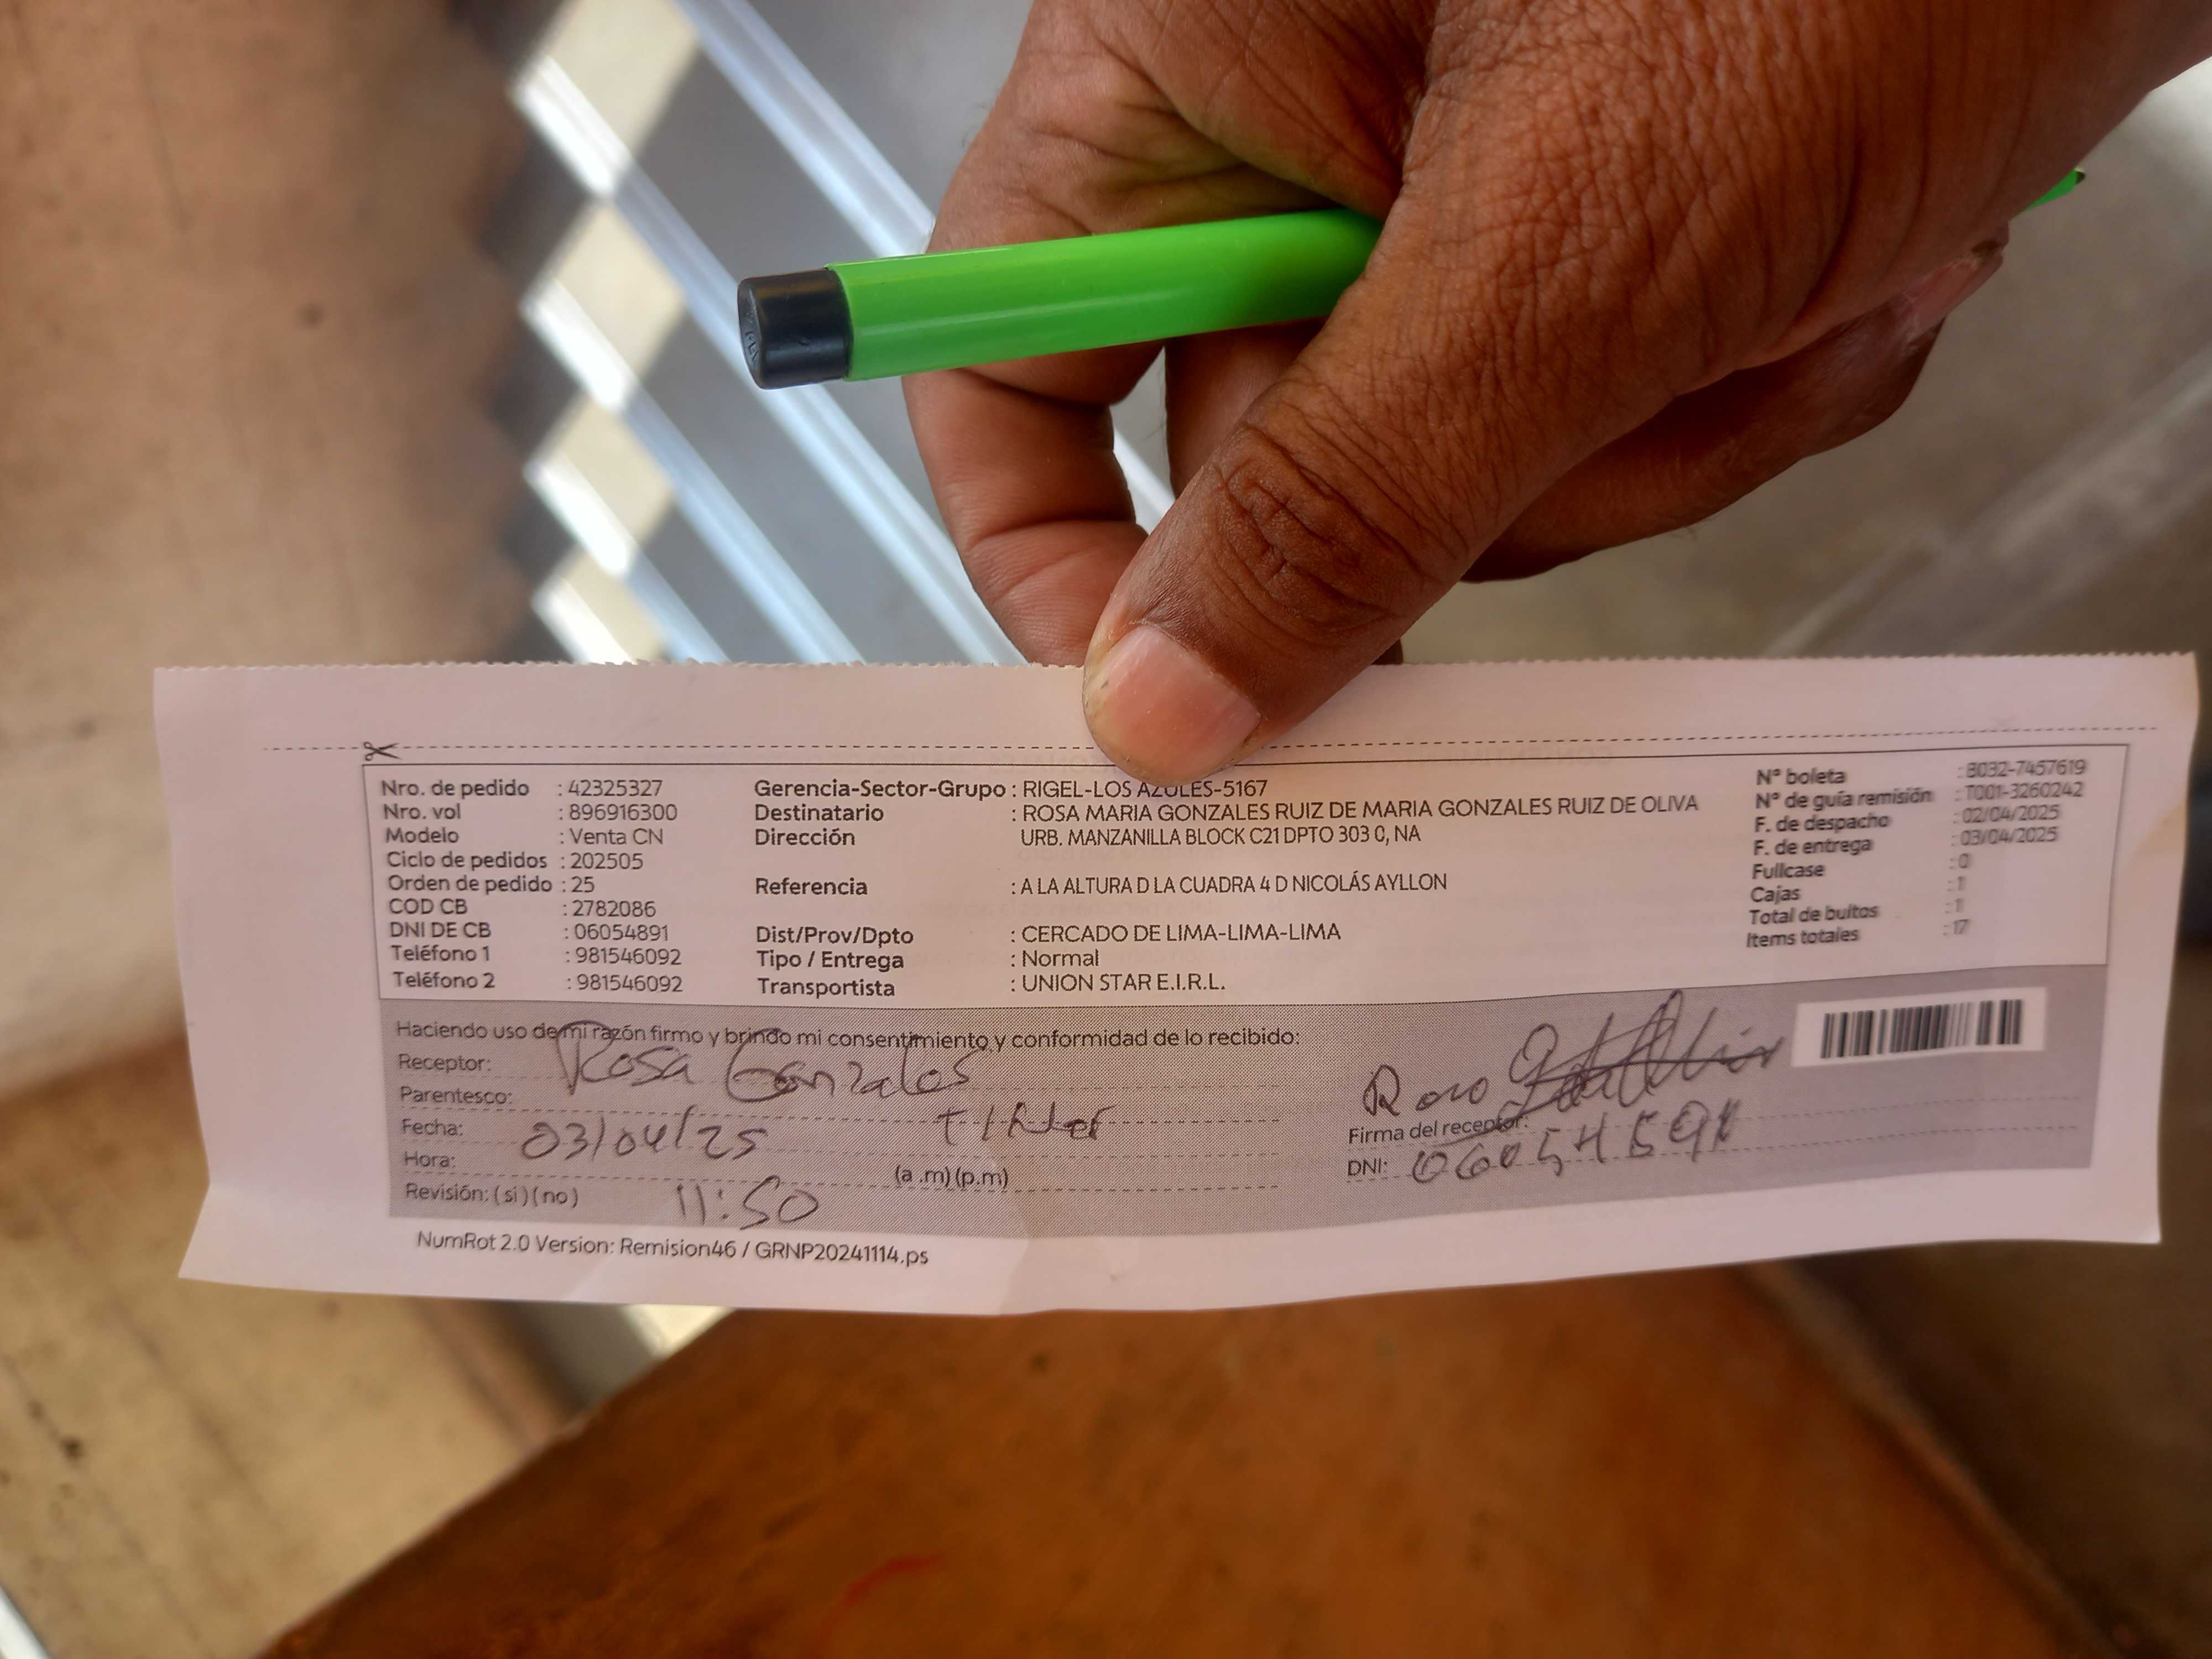 Nro. de pedido : 42325327
Nro. vol : 896916300
Modelo : Venta CN
Ciclo de pedidos : 202505
Orden de pedido : 25
COD CB : 2782086
DNI DE CB : 06054891
Teléfono 1 : 981546092
Teléfono 2 : 981546092
Gerencia-Sector-Grupo : RIGEL-LOS AZULES-5167
Destinatario : ROSA MARIA GONZALES RUIZ DE MARIA GONZALES RUIZ DE OLIVA
Dirección URB. MANZANILLA BLOCK C21 DPTO 303 0, NA
Referencia : A LA ALTURA D LA CUADRA 4 D NICOLÁS AYLLON
Dist/Prov/Dpto : CERCADO DE LIMA-LIMA-LIMA
Tipo / Entrega : Normal
Transportista : UNION STAR E.I.R.L.
N° boleta : B032-7457619
N° de guía remisión : T001-3260242
F. de despacho : 02/04/2025
F. de entrega : 03/04/2025
Fullcase : 0
Cajas : 1
Total de bultos : 1
Items totales : 17
Haciendo uso de mi razón firmo y brindo mi consentimiento y conformidad de lo recibido:
Receptor: Rosa Gonzales
Parentesco:
Fecha: 03/04/25
Hora: (a .m) (p.m)
Revisión: ( si ) ( no ) 11:50
Firma del receptor:
DNI:
NumRot 2.0 Version: Remision46 / GRNP20241114.ps